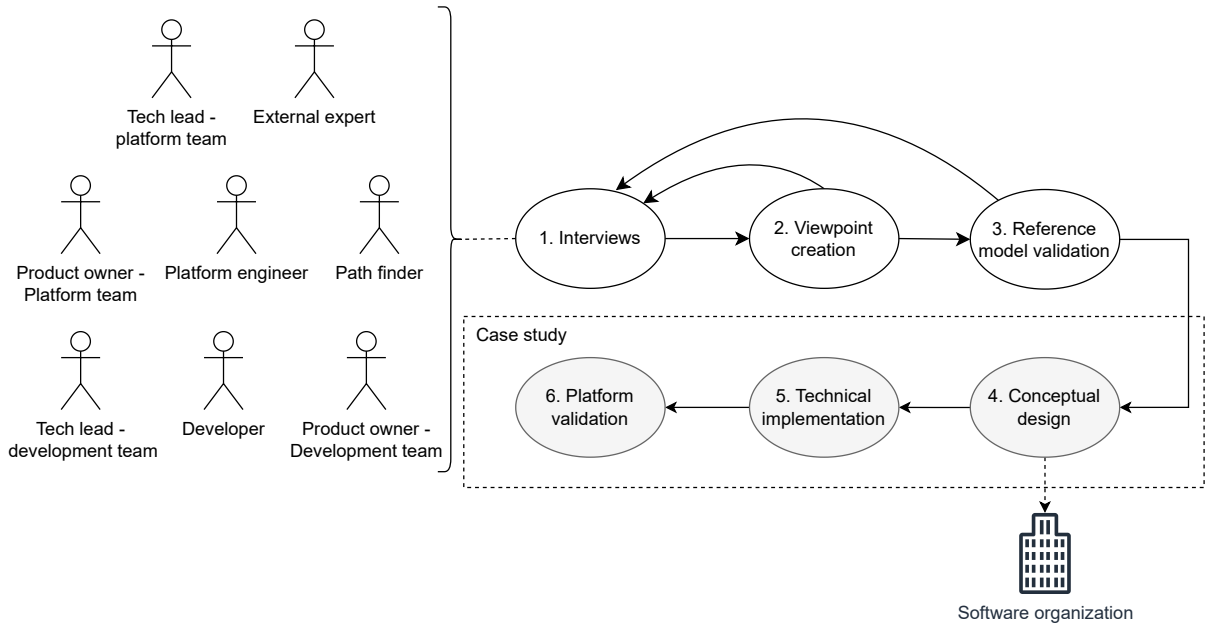 Tech lead -
platform team
External expert
Product owner -
Platform team
Platform engineer
Path finder
Tech lead -
development team
Developer
Product owner -
Development team
1. Interviews
2. Viewpoint
creation
3. Reference
model validation
Case study
6. Platform
validation
5. Technical
implementation
4. Conceptual
design
Software organization